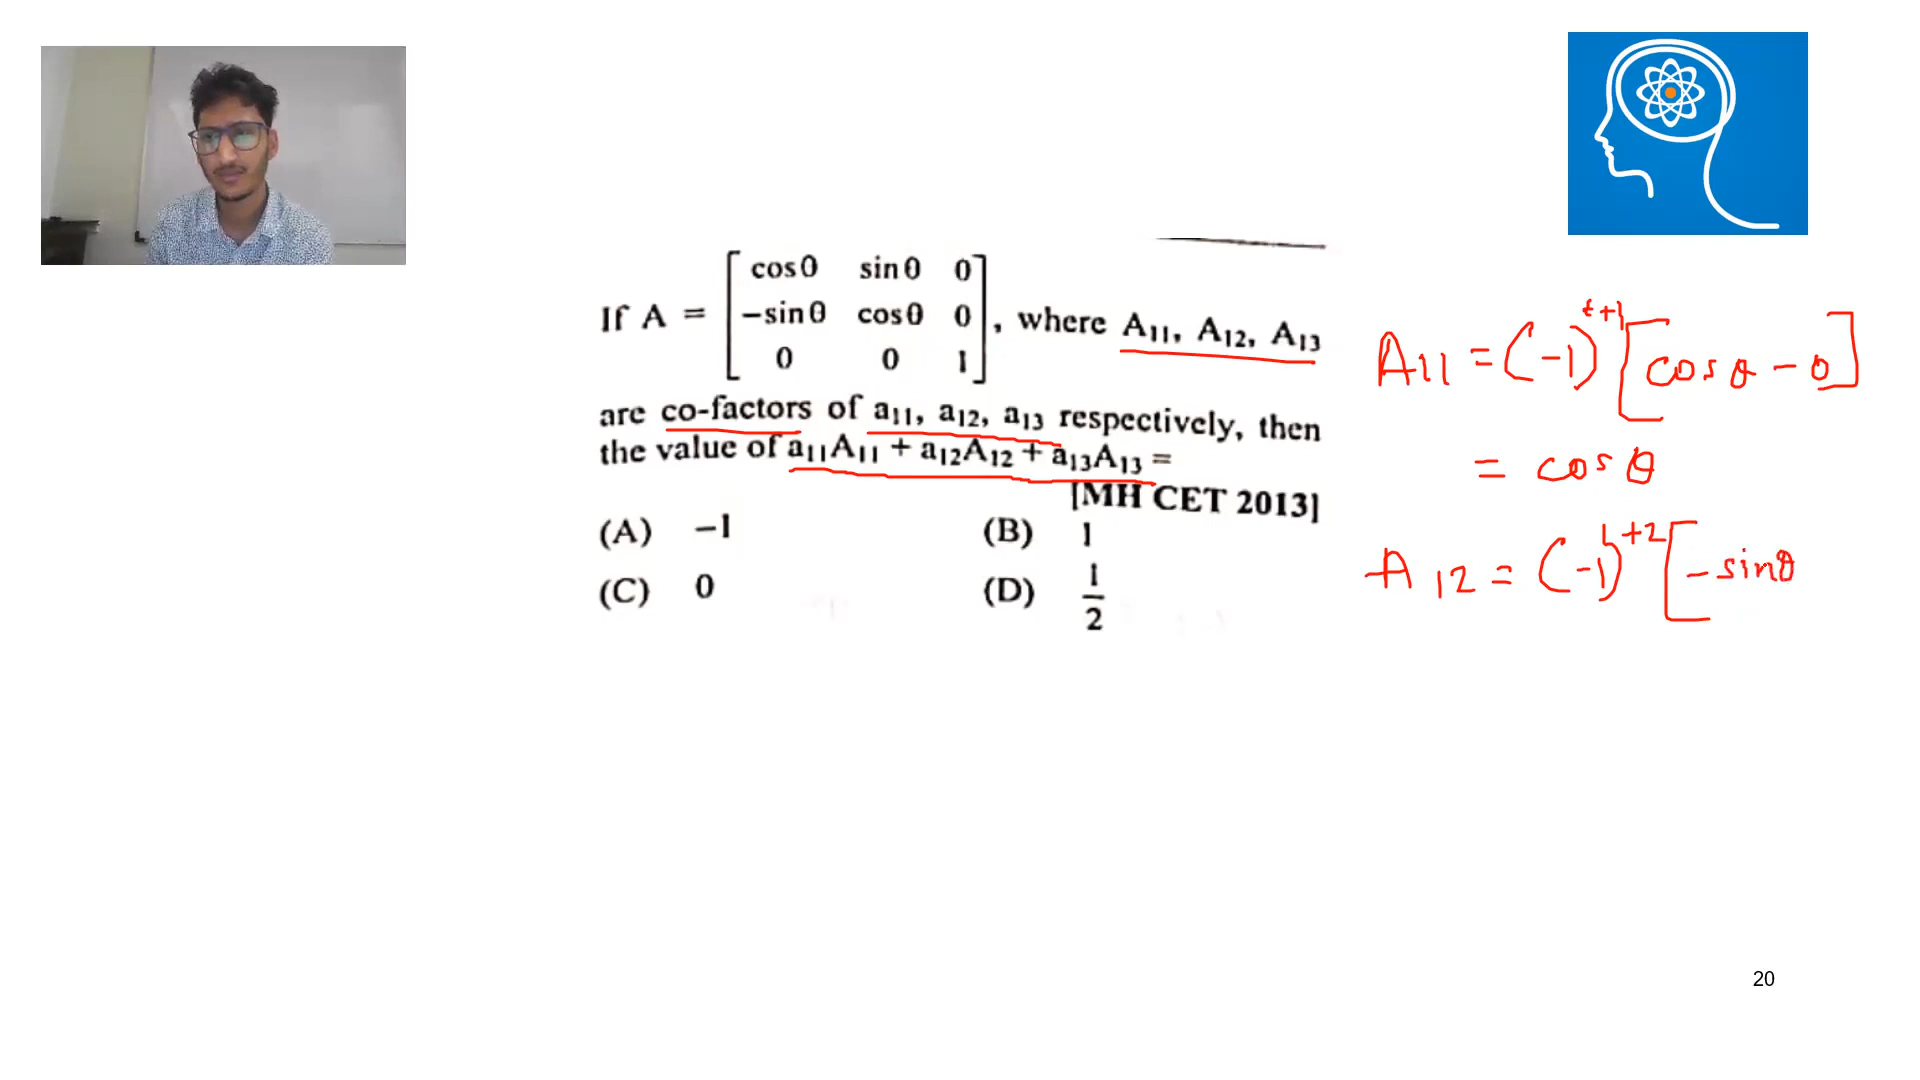 If A = [ cosθ sinθ 0
-sinθ cosθ 0
0 0 1 ], where A₁₁, A₁₂, A₁₃
are co-factors of a₁₁, a₁₂, a₁₃ respectively, then
the value of a₁₁A₁₁ + a₁₂A₁₂ + a₁₃A₁₃ =
[MH CET 2013]
(A) -1 (B) 1
(C) 0 (D) 1/2
A11 = (-1)^1+1 [cosθ - 0]
= cosθ
A12 = (-1)^1+2 [-sinθ
20